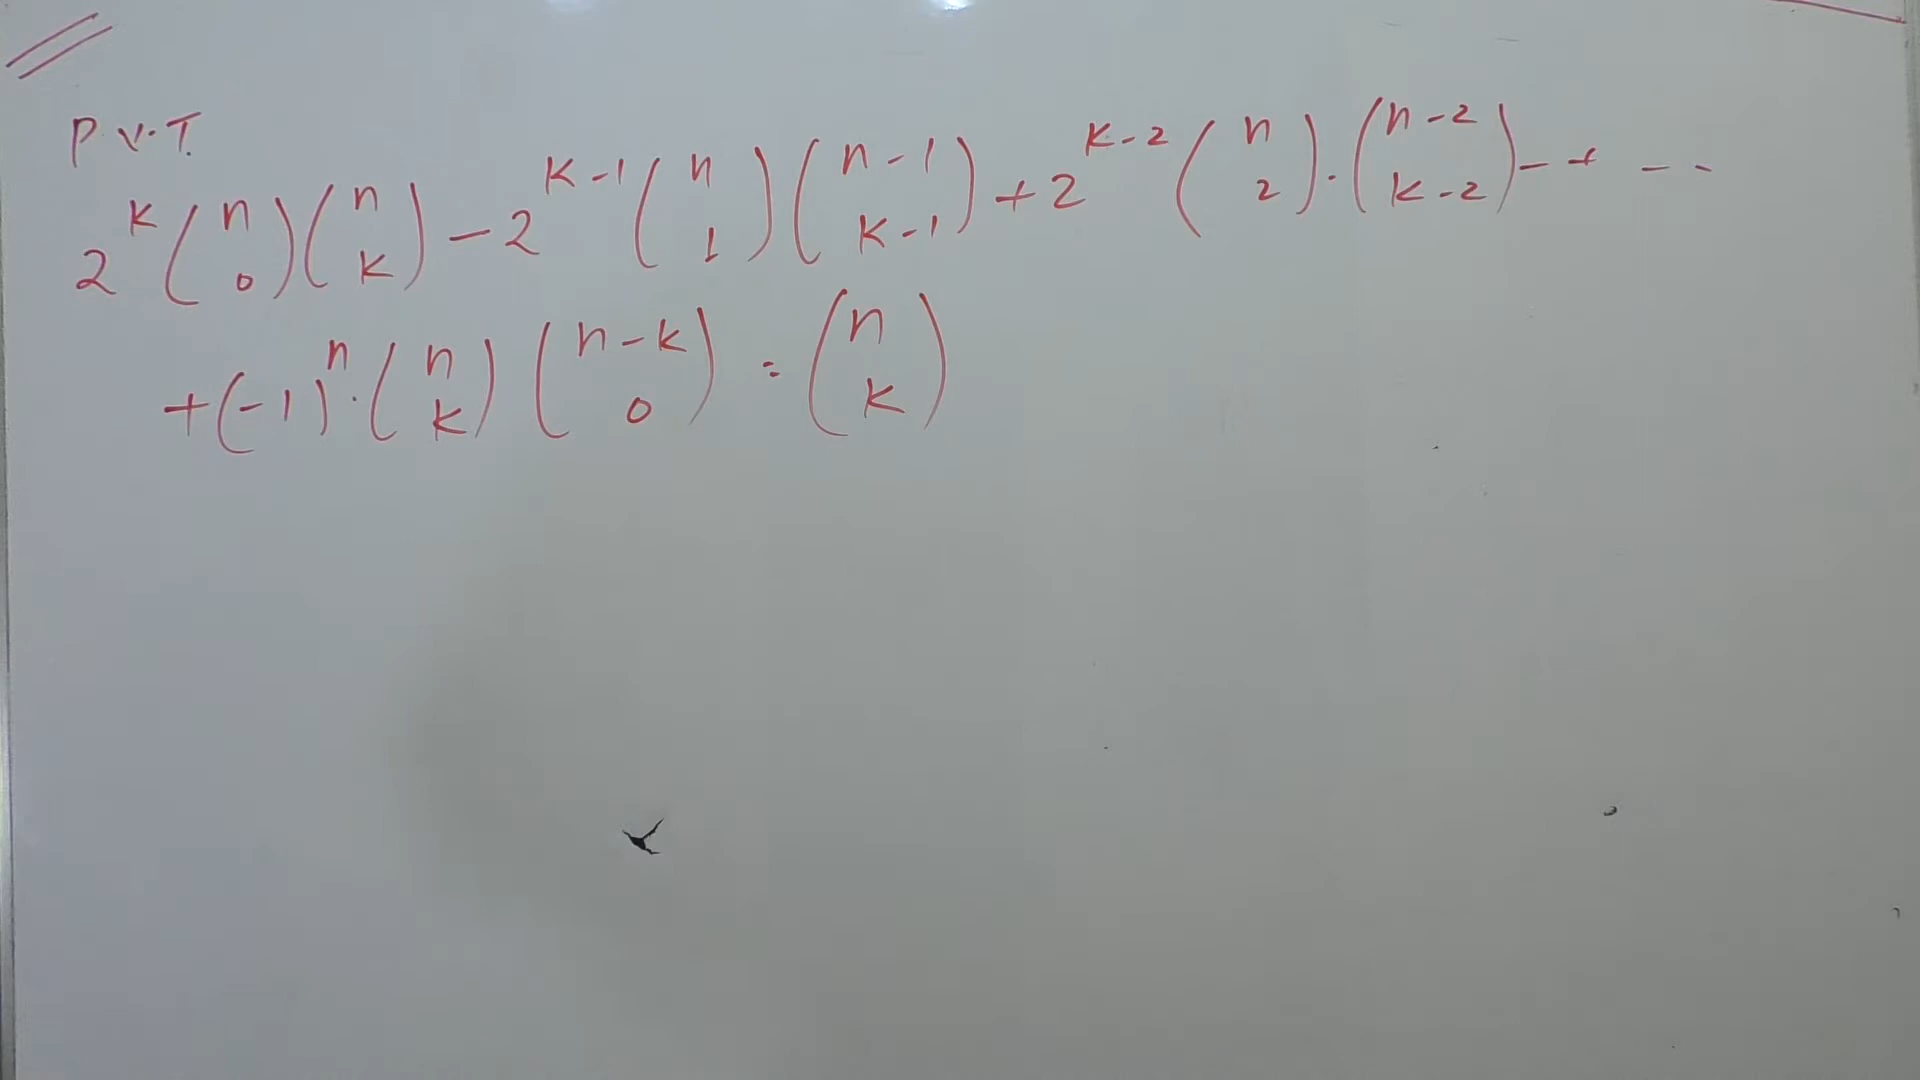 P.V.T.
2^k (n 0)(n k) - 2^{k-1} (n 1)(n-1 k-1) + 2^{k-2} (n 2)·(n-2 k-2) - + - -
+ (-1)^n · (n k)(n-k 0) = (n k)